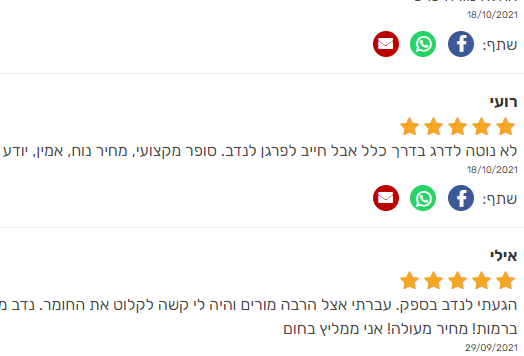 18/10/2021
שתף:
רועי
לא נוטה לדרג בדרך כלל אבל חייב לפרגן לנדב. סופר מקצועי, מחיר נוח, אמין, יודע
18/10/2021
שתף:
אילי
הגעתי לנדב בספק. עברתי אצל הרבה מורים והיה לי קשה לקלוט את החומר. נדב
ברמות! מחיר מעולה! אני ממליץ בחום
29/09/2021